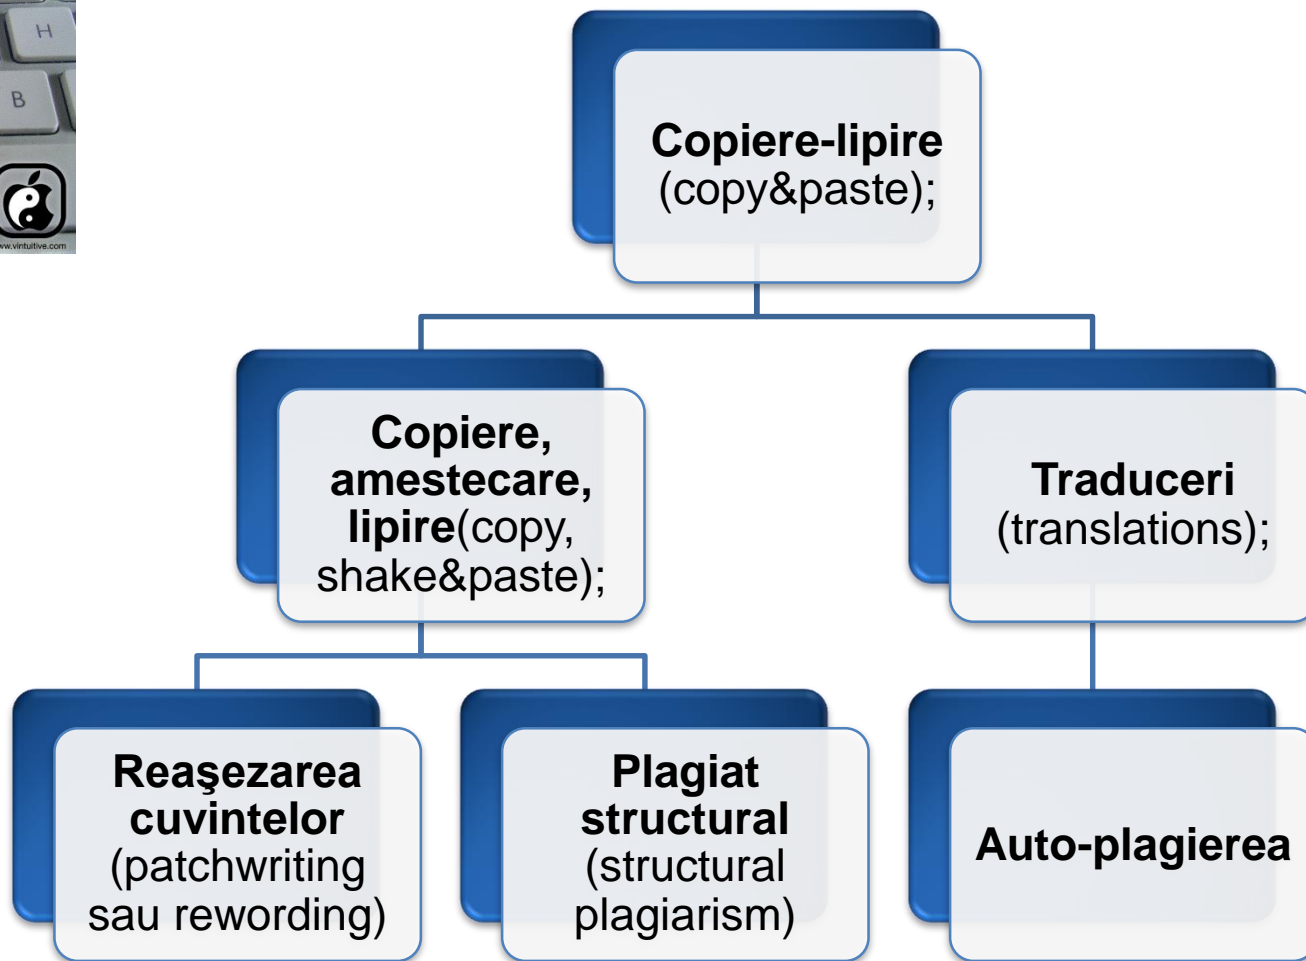 H
B
www.vintuitive.com
Copiere-lipire
(copy&paste);
Copiere,
amestecare,
lipire(copy,
shake&paste);
Traduceri
(translations);
Reaşezarea
cuvintelor
(patchwriting
sau rewording)
Plagiat
structural
(structural
plagiarism)
Auto-plagierea